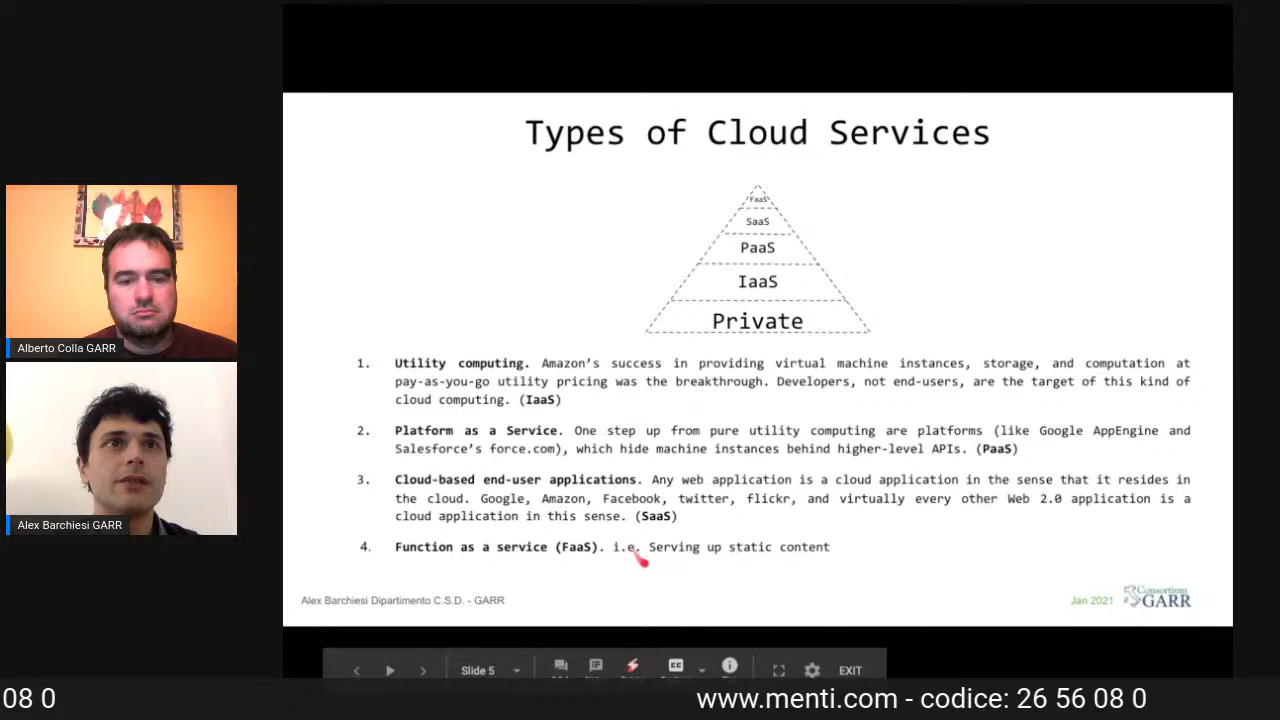 Types of Cloud Services
FaaS
SaaS
PaaS
IaaS
Private
1. Utility computing. Amazon's success in providing virtual machine instances, storage, and computation at
pay-as-you-go utility pricing was the breakthrough. Developers, not end-users, are the target of this kind of
cloud computing. (IaaS)
2. Platform as a Service. One step up from pure utility computing are platforms (like Google AppEngine and
Salesforce's force.com), which hide machine instances behind higher-level APIs. (PaaS)
3. Cloud-based end-user applications. Any web application is a cloud application in the sense that it resides in
the cloud. Google, Amazon, Facebook, twitter, flickr, and virtually every other Web 2.0 application is a
cloud application in this sense. (SaaS)
4. Function as a service (FaaS). i.e. Serving up static content
Alex Barchiesi Dipartimento C.S.D. - GARR
Jan 2021
Consortium
GARR
Alberto Colla GARR
Alex Barchiesi GARR
Slide 5
CC
EXIT
08 0
www.menti.com - codice: 26 56 08 0